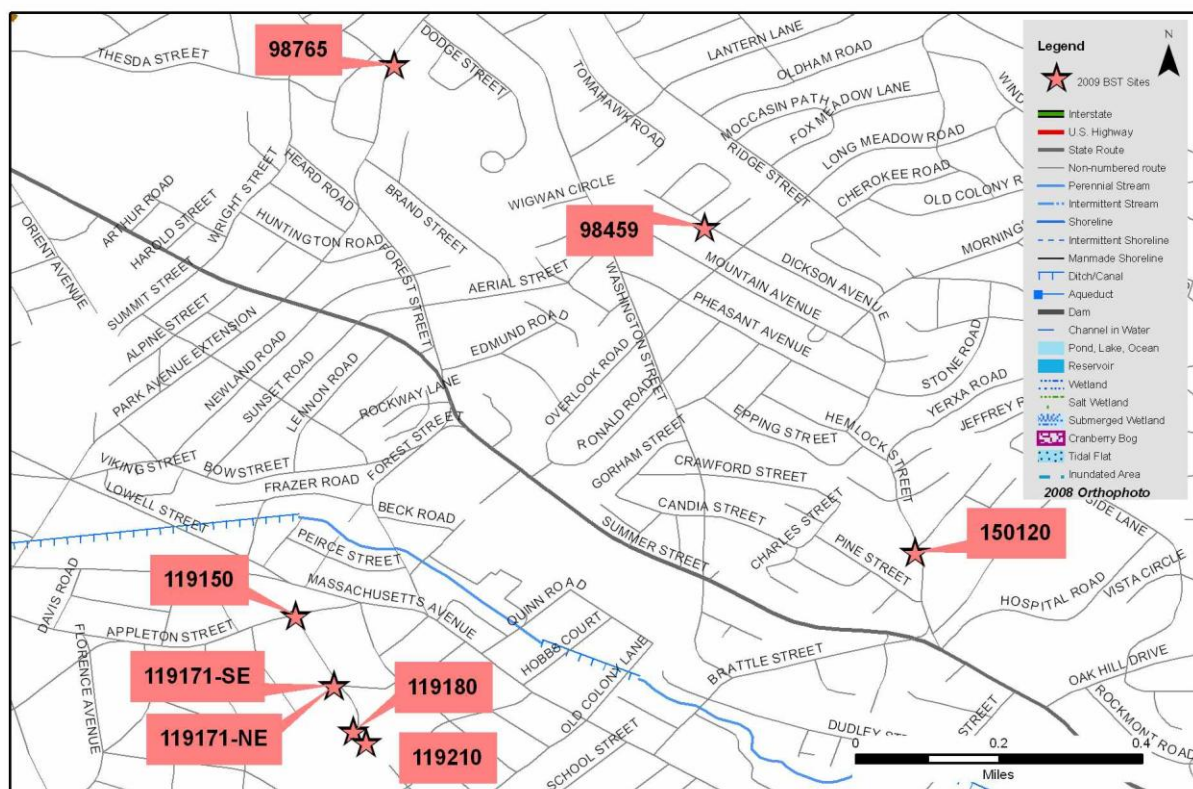 THESDA STREET
98765
DODGE STREET
TOMAHAWK ROAD
LANTERN LANE
OLDHAM ROAD
MOCCASIN PATH
FOX MEADOW LANE
LONG MEADOW ROAD
CHEROKEE ROAD
OLD COLONY
MORNING
RIDGE STREET
ORIENT AVENUE
ARTHUR ROAD
HAROLD STREET
WRIGHT STREET
HEARD ROAD
HUNTINGTON ROAD
BRAND STREET
WIGWAN CIRCLE
98459
SUMMIT STREET
ALPINE STREET
PARK AVENUE EXTENSION
NEWLAND ROAD
SUNSET ROAD
LENNON ROAD
FOREST STREET
AERIAL STREET
EDMUND ROAD
WASHINGTON STREET
MOUNTAIN AVENUE
DICKSON AVENUE
PHEASANT AVENUE
OVERLOOK ROAD
RONALD ROAD
GORHAM STREET
EPPING STREET
HEMLOCK STREET
STONE ROAD
YERXA ROAD
JEFFREY R
ROCKWAY LANE
FOREST STREET
VIKING STREET
BOW STREET
LOWELL STREET
FRAZER ROAD
BECK ROAD
CRAWFORD STREET
CANDIA STREET
CHARLES STREET
PINE STREET
SUMMER STREET
150120
SIDE LANE
HOSPITAL ROAD
VISTA CIRCLE
PEIRCE STREET
MASSACHUSETTS AVENUE
119150
DAVIS ROAD
APPLETON STREET
FLORENCE AVENUE
QUINN ROAD
HOBBS COURT
OLD COLONY LANE
BRATTLE STREET
OAK HILL DRIVE
ROCKMONT ROAD
119171-SE
119180
119171-NE
119210
SCHOOL STREET
DUDLEY ST
STREET
0 0.2 0.4
Miles
Legend
N
2009 BST Sites
Interstate
U.S. Highway
State Route
Non-numbered route
Perennial Stream
Intermittent Stream
Shoreline
Intermittent Shoreline
Manmade Shoreline
Ditch/Canal
Aqueduct
Dam
Channel in Water
Pond, Lake, Ocean
Reservoir
Wetland
Salt Wetland
Submerged Wetland
Cranberry Bog
Tidal Flat
Inundated Area
2008 Orthophoto